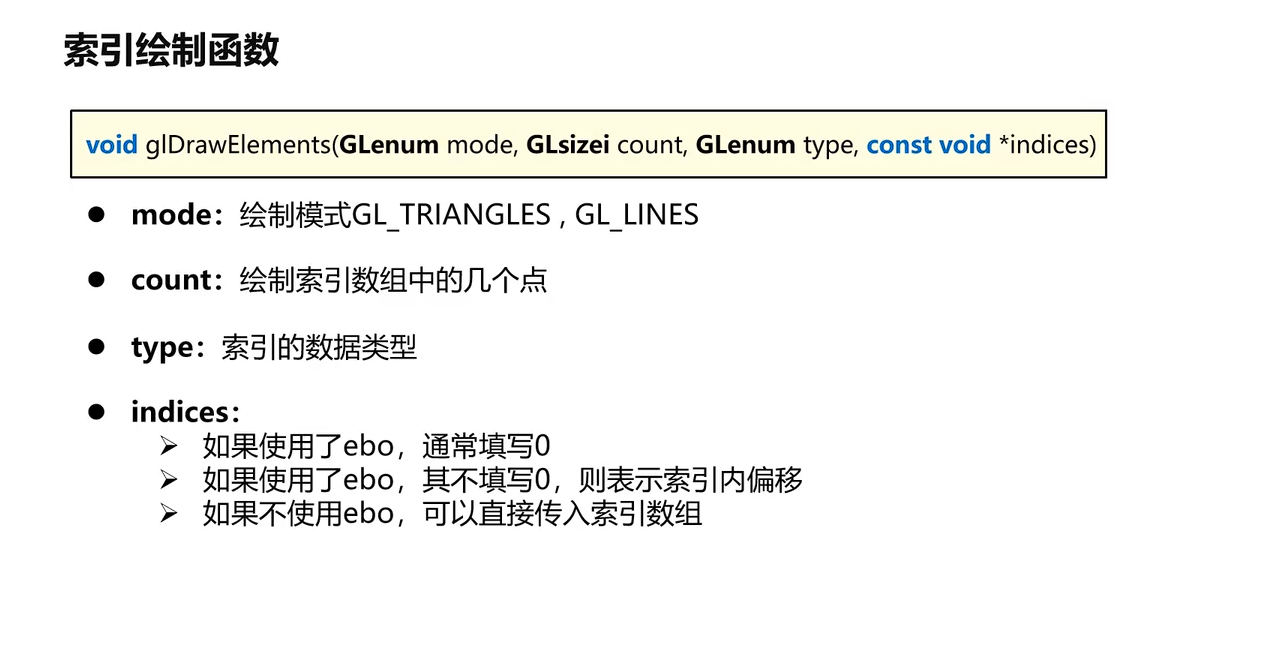 索引绘制函数
void glDrawElements(GLenum mode, GLsizei count, GLenum type, const void *indices)
● mode：绘制模式GL_TRIANGLES , GL_LINES
● count：绘制索引数组中的几个点
● type：索引的数据类型
● indices：
➢ 如果使用了ebo，通常填写0
➢ 如果使用了ebo，其不填写0，则表示索引内偏移
➢ 如果不使用ebo，可以直接传入索引数组